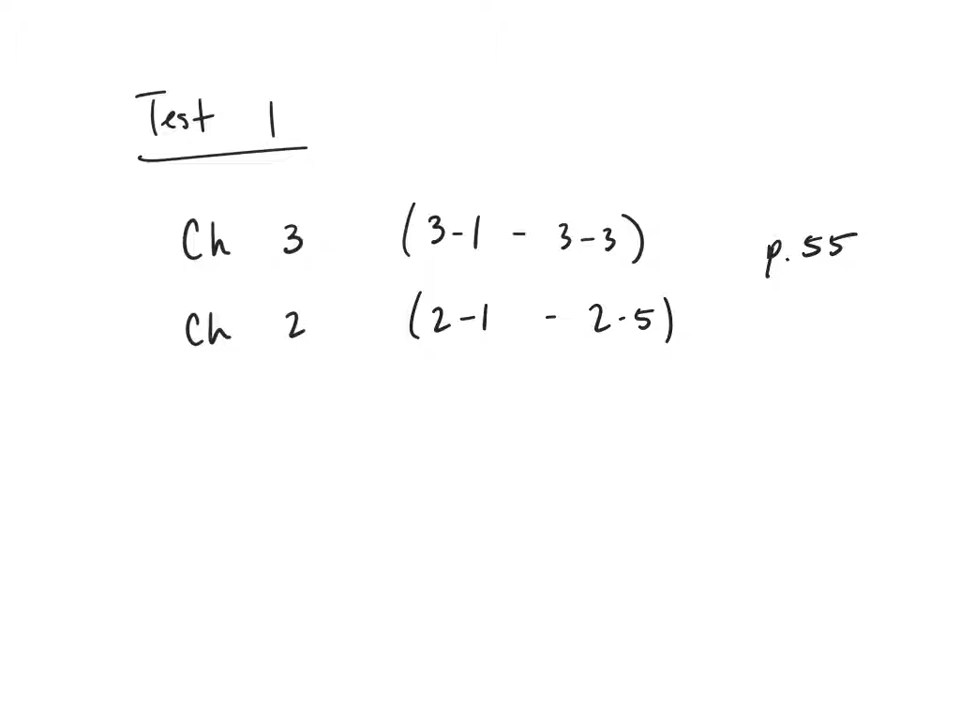 Test 1
Ch 3 (3-1 - 3-3) p. 55
Ch 2 (2-1 - 2-5)